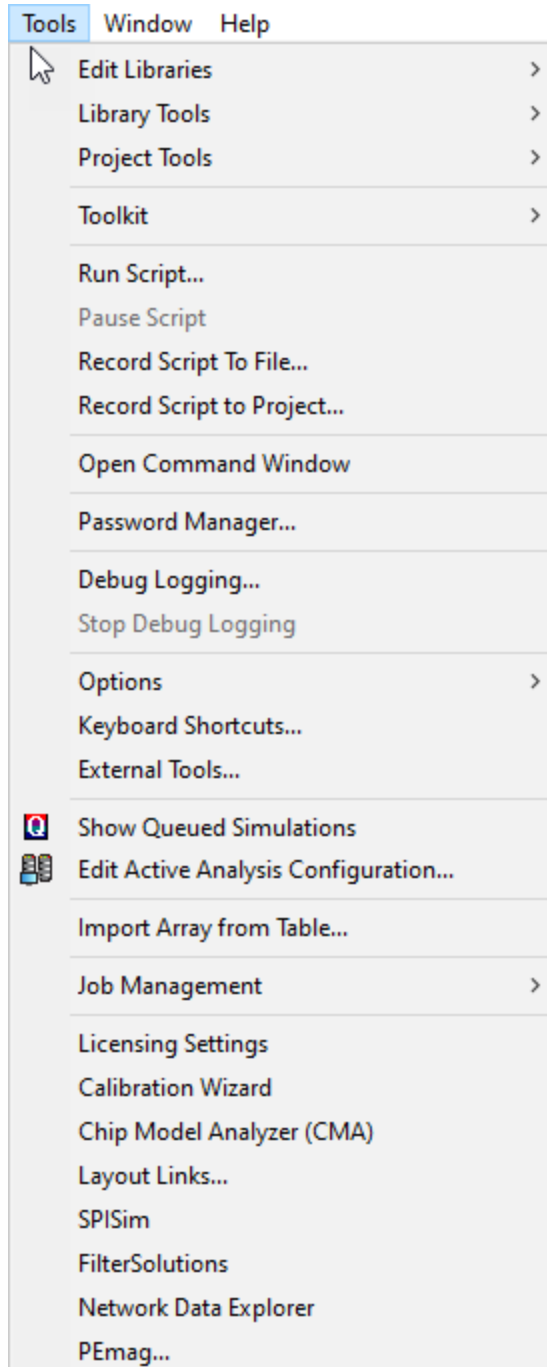 Tools Window Help
Edit Libraries
Library Tools
Project Tools
Toolkit
Run Script...
Pause Script
Record Script To File...
Record Script to Project...
Open Command Window
Password Manager...
Debug Logging...
Stop Debug Logging
Options
Keyboard Shortcuts...
External Tools...
Q Show Queued Simulations
Edit Active Analysis Configuration...
Import Array from Table...
Job Management
Licensing Settings
Calibration Wizard
Chip Model Analyzer (CMA)
Layout Links...
SPISim
FilterSolutions
Network Data Explorer
PEmag...